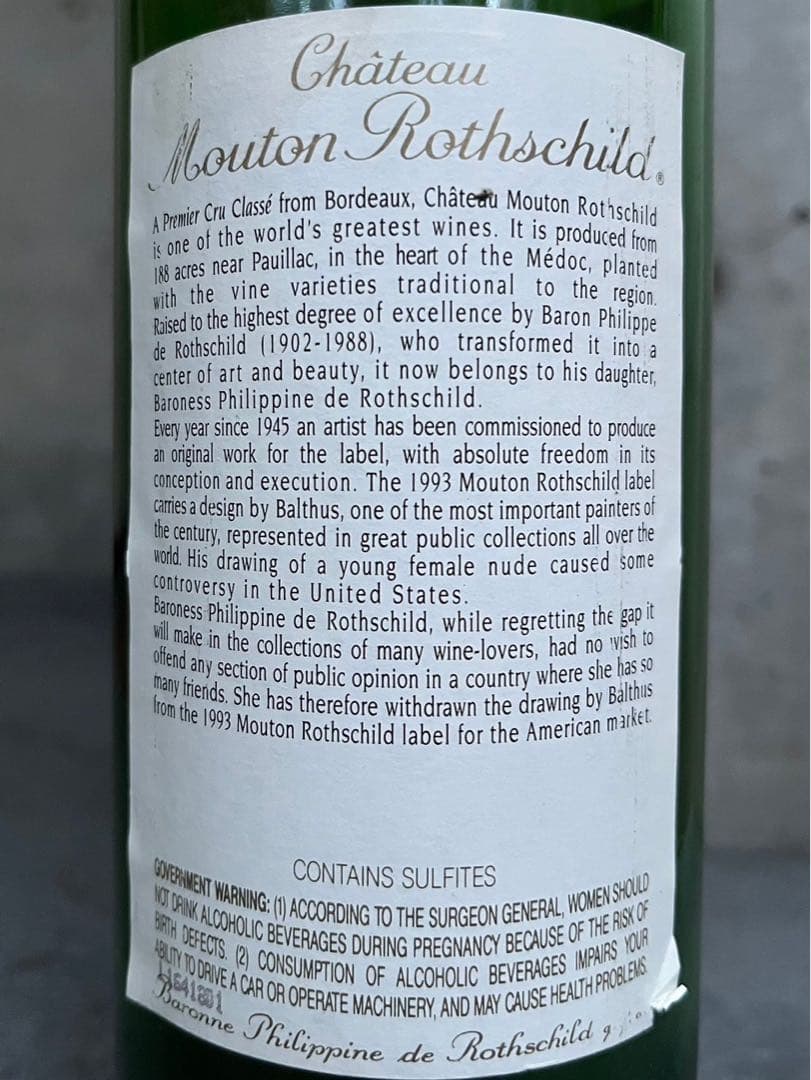 Château
Mouton Rothschild®
A Premier Cru Classé from Bordeaux, Château Mouton Rothschild
is one of the world's greatest wines. It is produced from
188 acres near Pauillac, in the heart of the Médoc, planted
with the vine varieties traditional to the region.
Raised to the highest degree of excellence by Baron Philippe
de Rothschild (1902-1988), who transformed it into a
center of art and beauty, it now belongs to his daughter,
Baroness Philippine de Rothschild.
Every year since 1945 an artist has been commissioned to produce
an original work for the label, with absolute freedom in its
conception and execution. The 1993 Mouton Rothschild label
carries a design by Balthus, one of the most important painters of
the century, represented in great public collections all over the
world. His drawing of a young female nude caused some
controversy in the United States.
Baroness Philippine de Rothschild, while regretting the gap it
will make in the collections of many wine-lovers, had no wish to
offend any section of public opinion in a country where she has so
many friends. She has therefore withdrawn the drawing by Balthus
from the 1993 Mouton Rothschild label for the American market.
CONTAINS SULFITES
GOVERNMENT WARNING: (1) ACCORDING TO THE SURGEON GENERAL, WOMEN SHOULD
NOT DRINK ALCOHOLIC BEVERAGES DURING PREGNANCY BECAUSE OF THE RISK OF
BIRTH DEFECTS. (2) CONSUMPTION OF ALCOHOLIC BEVERAGES IMPAIRS YOUR
ABILITY TO DRIVE A CAR OR OPERATE MACHINERY, AND MAY CAUSE HEALTH PROBLEMS.
Baronne Philippine de Rothschild